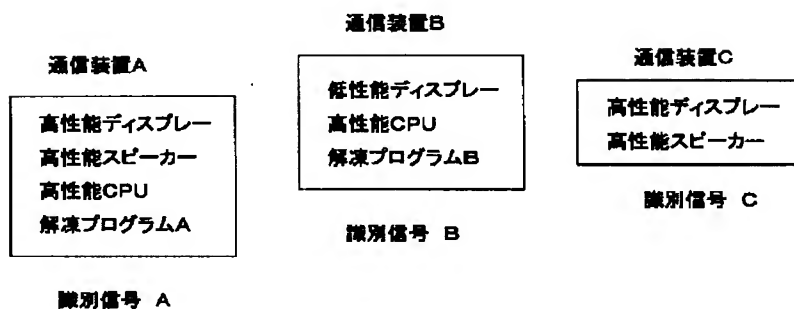 通信装置A
高性能ディスプレー
高性能スピーカー
高性能CPU
解凍プログラムA
識別信号 A
通信装置B
低性能ディスプレー
高性能CPU
解凍プログラムB
識別信号 B
通信装置C
高性能ディスプレー
高性能スピーカー
識別信号 C